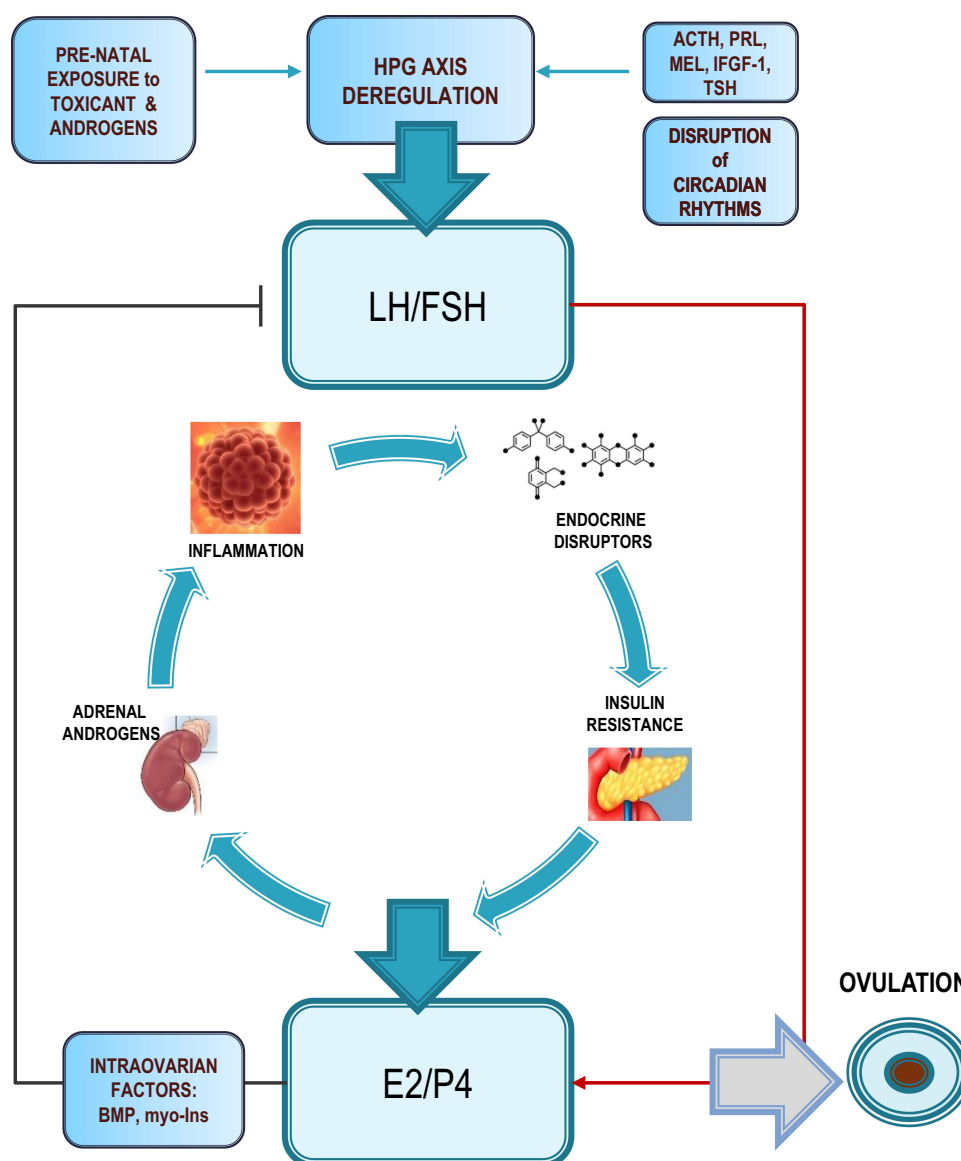 PRE-NATAL
EXPOSURE to
TOXICANT &
ANDROGENS
HPG AXIS
DEREGULATION
ACTH, PRL,
MEL, IFGF-1,
TSH
DISRUPTION
of
CIRCADIAN
RHYTHMS
LH/FSH
INFLAMMATION
ENDOCRINE
DISRUPTORS
ADRENAL
ANDROGENS
INSULIN
RESISTANCE
OVULATION
INTRAOVARIAN
FACTORS:
BMP, myo-Ins
E2/P4